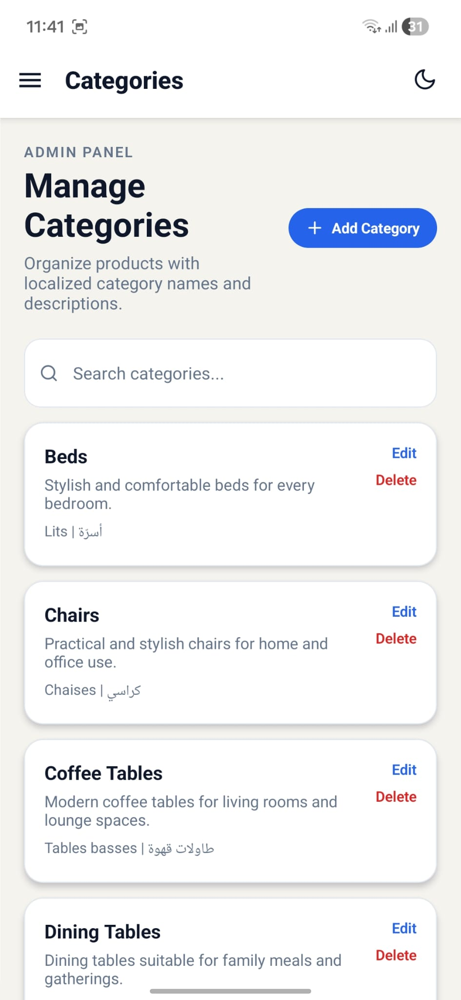 11:41
31
Categories
ADMIN PANEL
Manage
Categories
+ Add Category
Organize products with
localized category names and
descriptions.
Search categories...
Beds
Edit
Stylish and comfortable beds for every
bedroom.
Delete
Lits | أسرّة
Chairs
Edit
Practical and stylish chairs for home and
office use.
Delete
Chaises | كراسي
Coffee Tables
Edit
Modern coffee tables for living rooms and
lounge spaces.
Delete
Tables basses | طاولات قهوة
Dining Tables
Edit
Dining tables suitable for family meals and
gatherings.
Delete